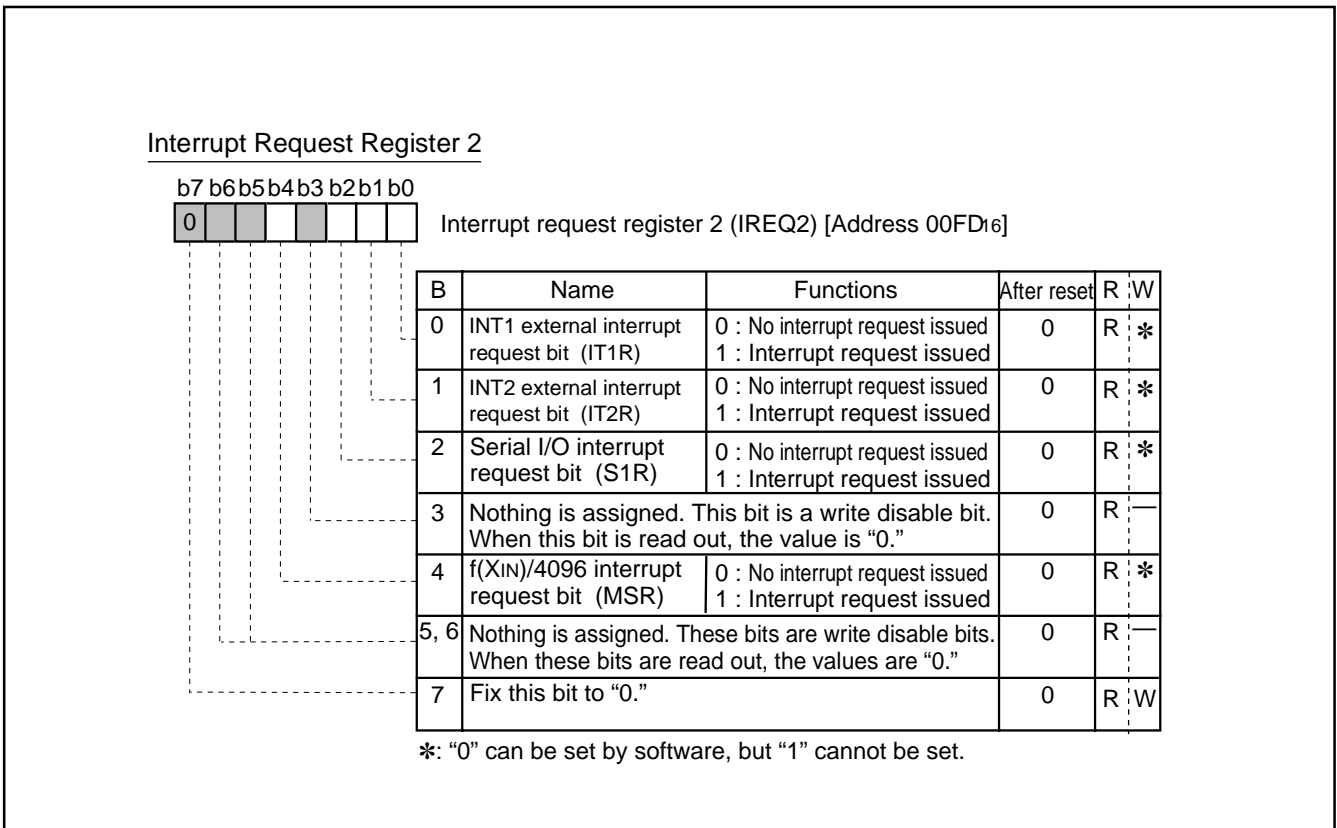 Interrupt Request Register 2
b7 b6 b5 b4 b3 b2 b1 b0
0
Interrupt request register 2 (IREQ2) [Address 00FD16]
B Name Functions After reset R W
0 INT1 external interrupt request bit (IT1R) 0 : No interrupt request issued 1 : Interrupt request issued 0 R ✻
1 INT2 external interrupt request bit (IT2R) 0 : No interrupt request issued 1 : Interrupt request issued 0 R ✻
2 Serial I/O interrupt request bit (S1R) 0 : No interrupt request issued 1 : Interrupt request issued 0 R ✻
3 Nothing is assigned. This bit is a write disable bit. When this bit is read out, the value is “0.” 0 R —
4 f(XIN)/4096 interrupt request bit (MSR) 0 : No interrupt request issued 1 : Interrupt request issued 0 R ✻
5, 6 Nothing is assigned. These bits are write disable bits. When these bits are read out, the values are “0.” 0 R —
7 Fix this bit to “0.” 0 R W
✻: “0” can be set by software, but “1” cannot be set.